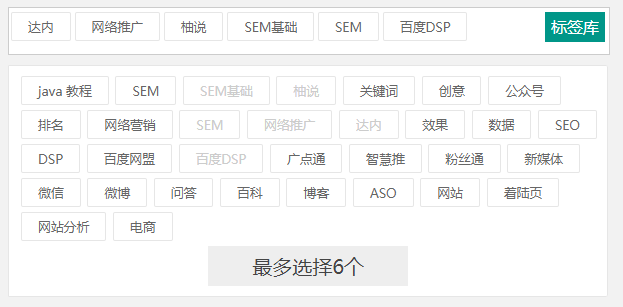 达内 网络推广 柚说 SEM基础 SEM 百度DSP 标签库
java 教程 SEM SEM基础 柚说 关键词 创意 公众号
排名 网络营销 SEM 网络推广 达内 效果 数据 SEO
DSP 百度网盟 百度DSP 广点通 智慧推 粉丝通 新媒体
微信 微博 问答 百科 博客 ASO 网站 着陆页
网站分析 电商
最多选择6个